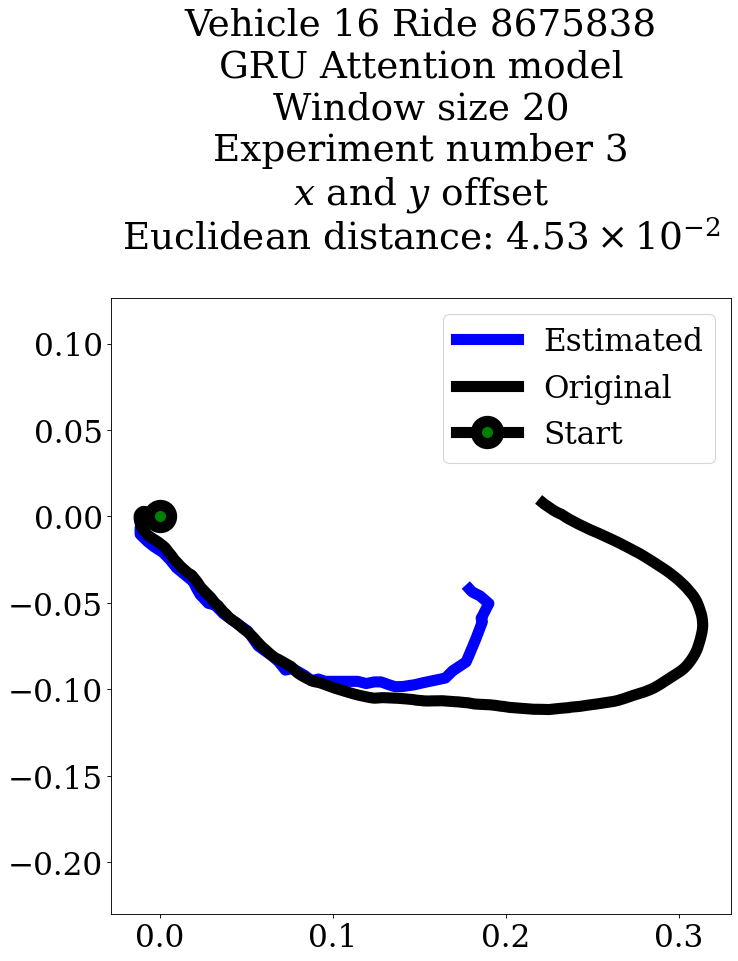 Vehicle 16 Ride 8675838
GRU Attention model
Window size 20
Experiment number 3
x and y offset
Euclidean distance: 4.53 × 10⁻²
Estimated
Original
Start
0.10
0.05
0.00
−0.05
−0.10
−0.15
−0.20
0.0 0.1 0.2 0.3